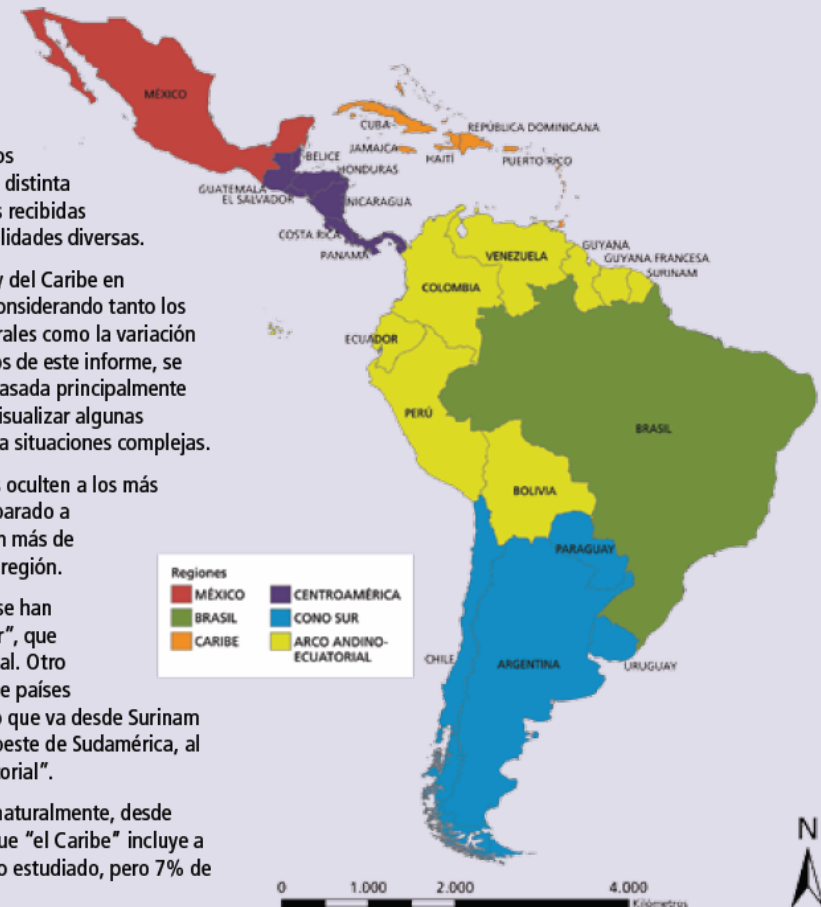 MÉXICO
CUBA
REPÚBLICA DOMINICANA
JAMAICA
HAITÍ
PUERTO RICO
BELICE
HONDURAS
GUATEMALA
EL SALVADOR
NICARAGUA
COSTA RICA
PANAMÁ
VENEZUELA
GUYANA
GUYANA FRANCESA
SURINAM
COLOMBIA
ECUADOR
PERÚ
BRASIL
BOLIVIA
PARAGUAY
CHILE
ARGENTINA
URUGUAY
os
distinta
s recibidas
lidades diversas.
y del Caribe en
onsiderando tanto los
rales como la variación
os de este informe, se
asada principalmente
isualizar algunas
a situaciones complejas.
s oculten a los más
parado a
n más de
región.
se han
r”, que
al. Otro
e países
o que va desde Surinam
oeste de Sudamérica, al
torial”.
naturalmente, desde
ue “el Caribe” incluye a
o estudiado, pero 7% de
Regiones
MÉXICO
BRASIL
CARIBE
CENTROAMÉRICA
CONO SUR
ARCO ANDINO-
ECUATORIAL
N
0 1.000 2.000 4.000
Kilómetros